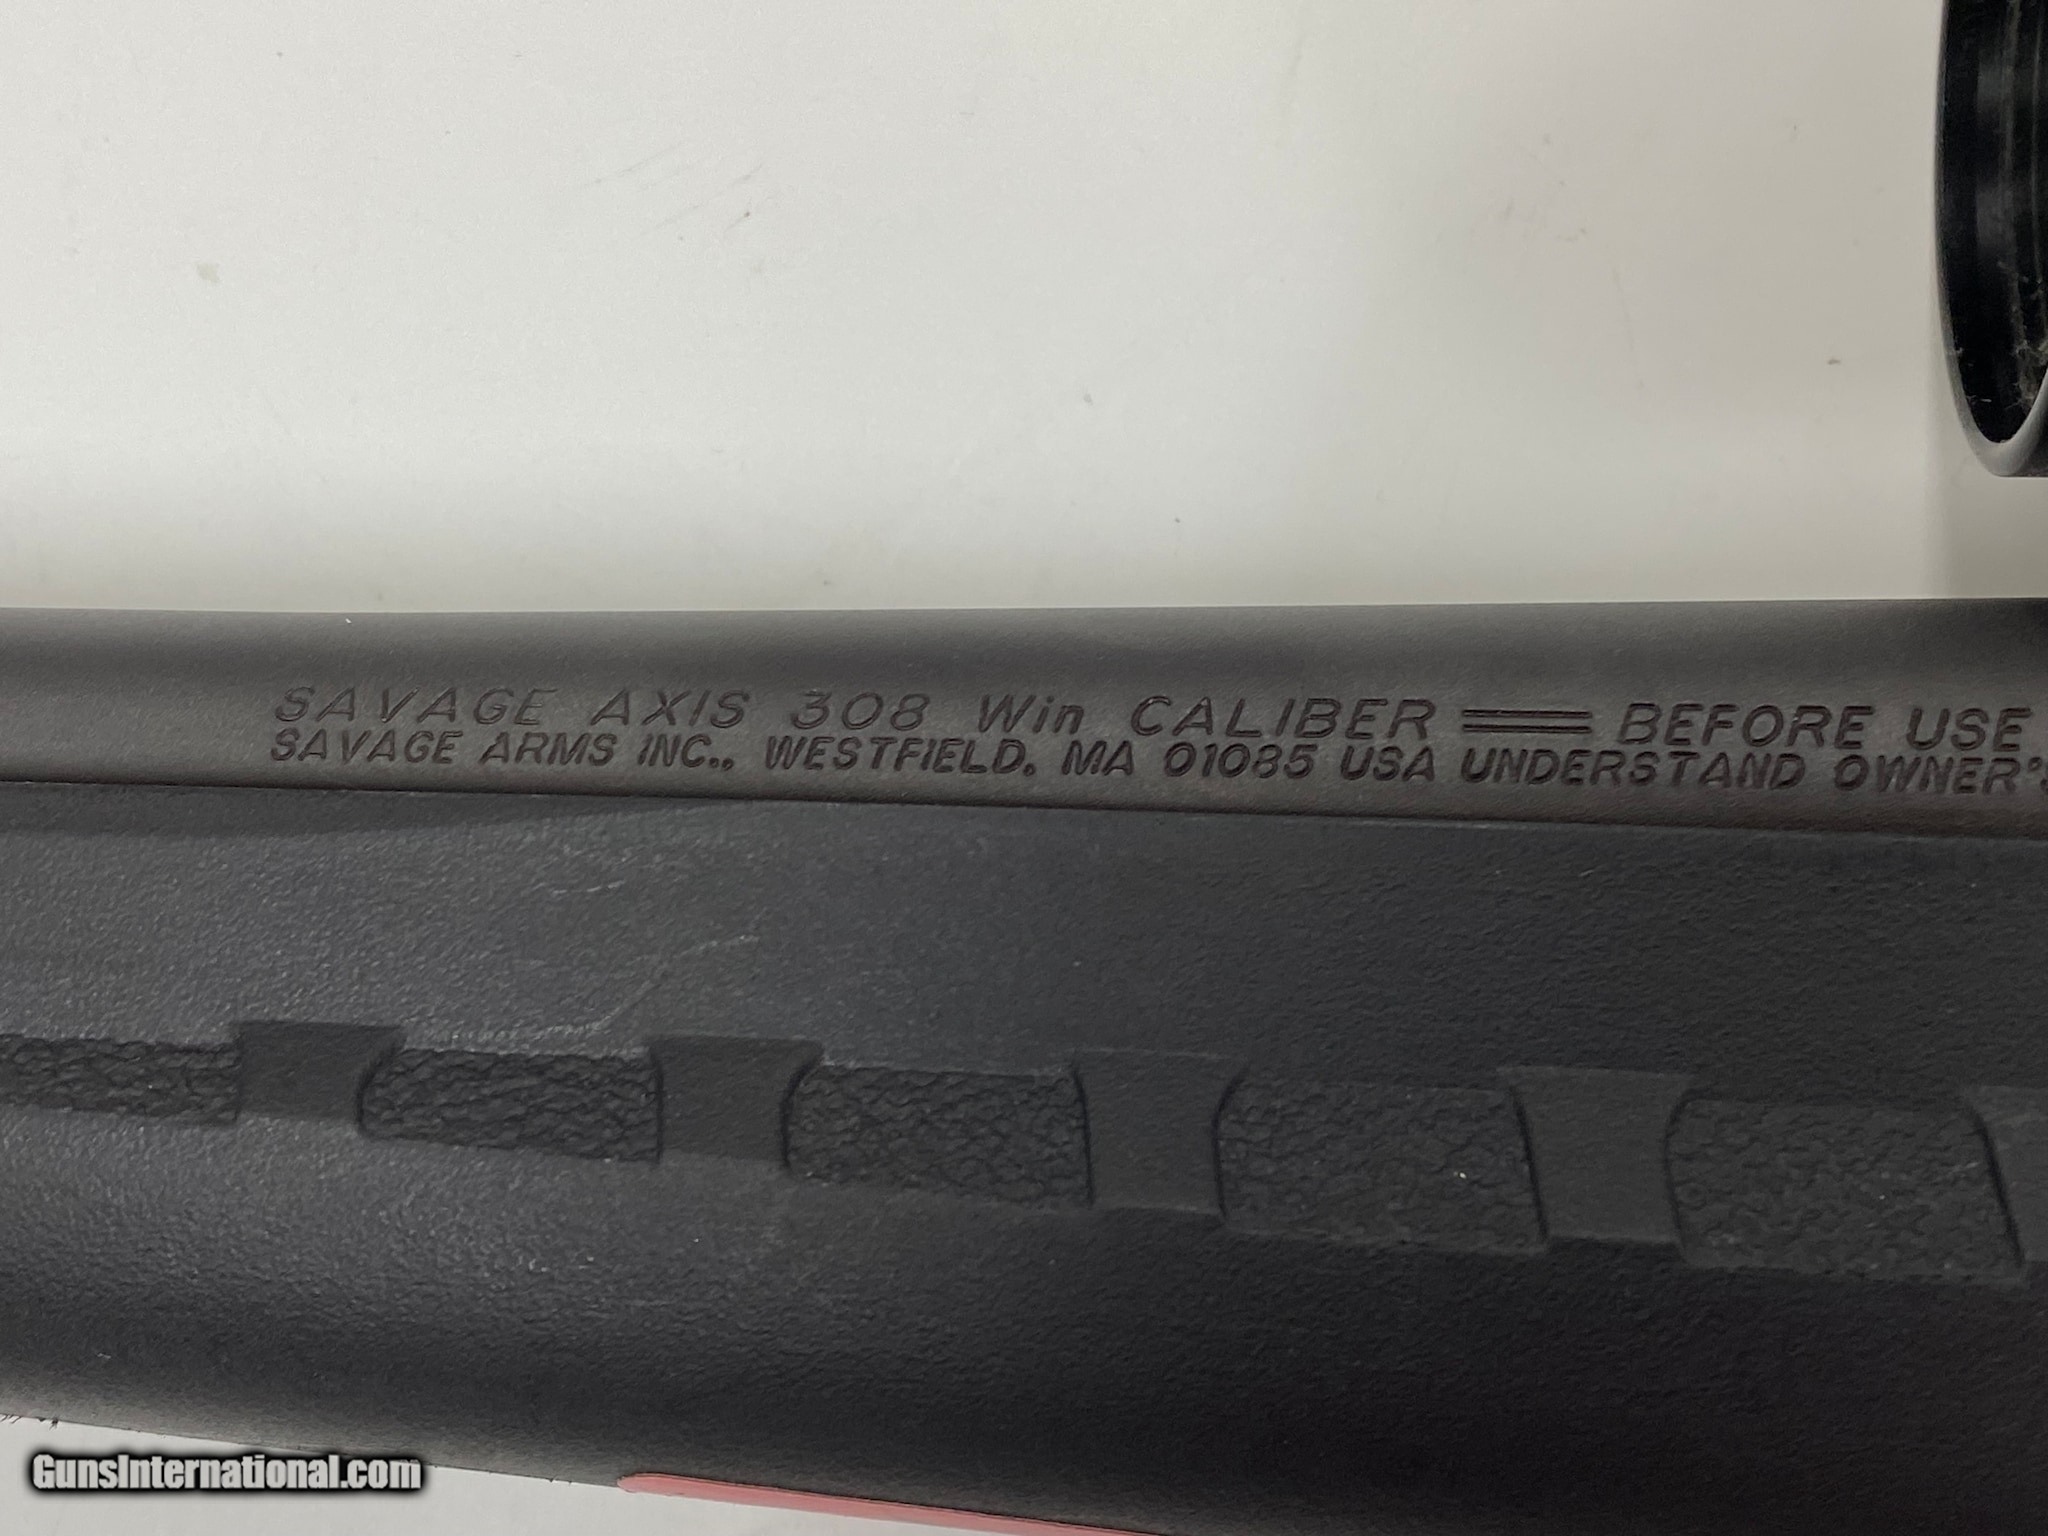 SAVAGE AXIS 308 Win CALIBER BEFORE USE
SAVAGE ARMS INC., WESTFIELD, MA 01085 USA UNDERSTAND OWNER'S
GunsInternational.com